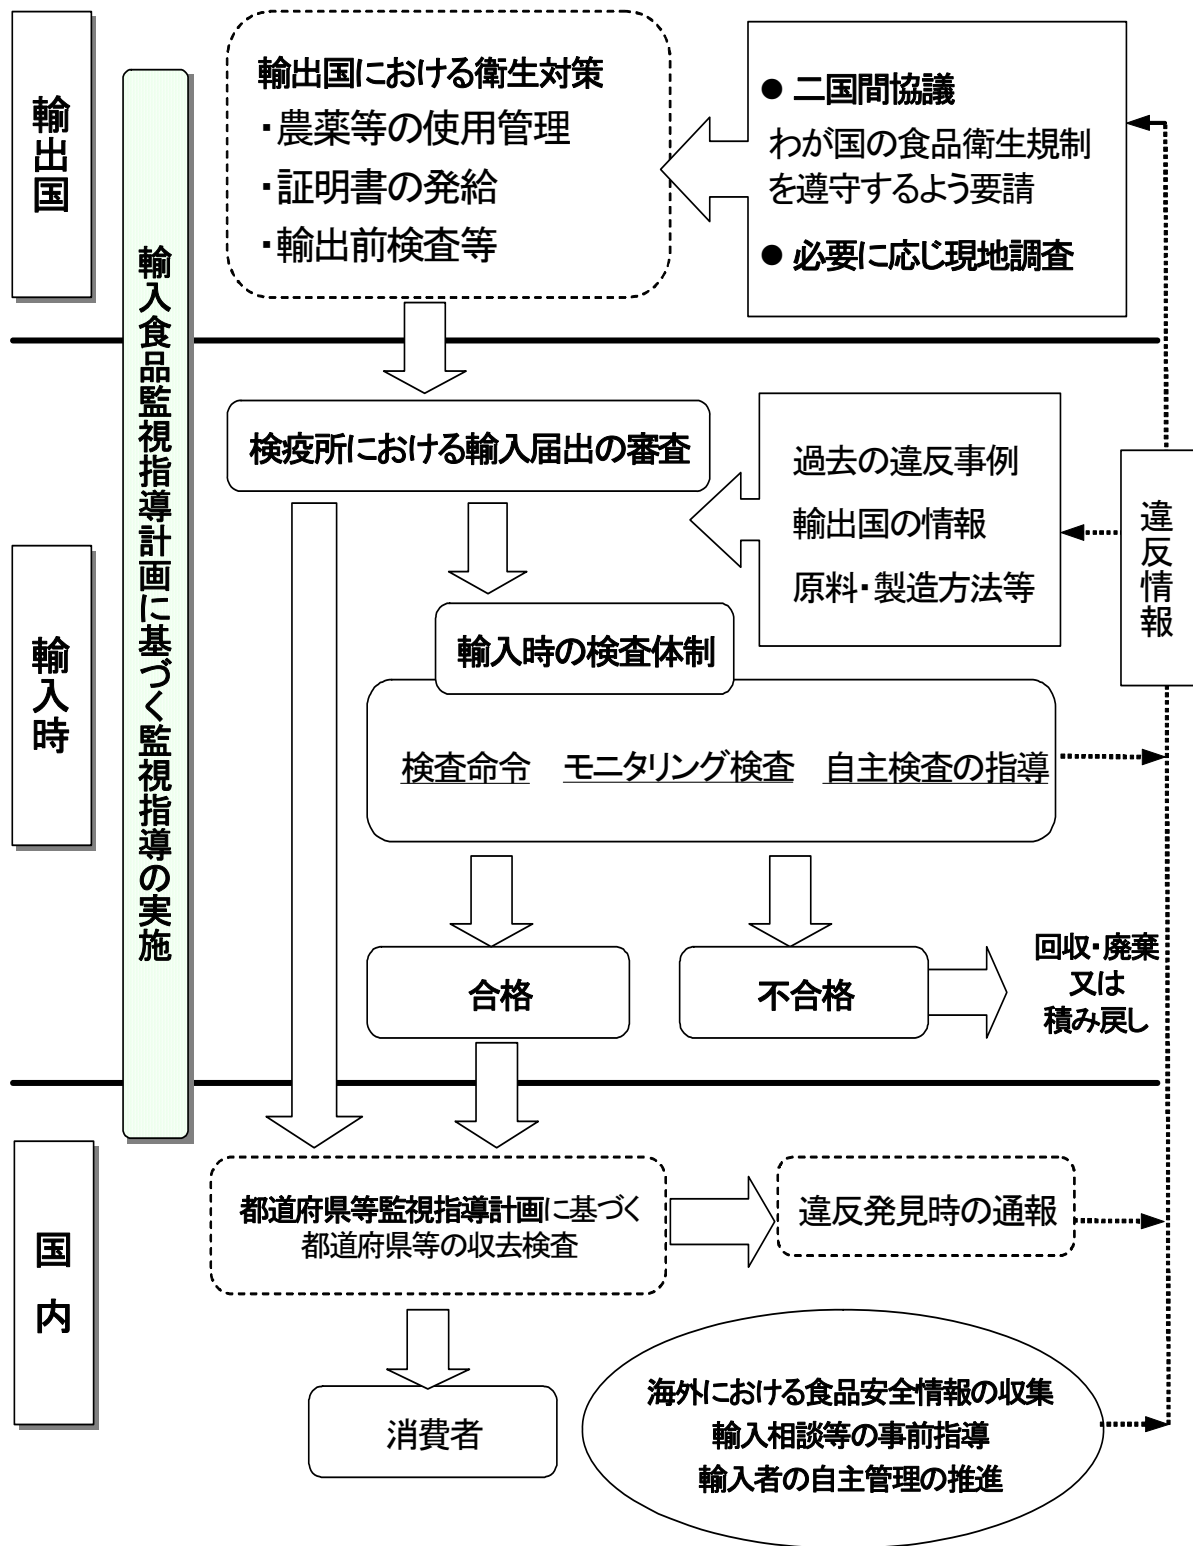 輸出国
輸入食品監視指導計画に基づく監視指導の実施
輸出国における衛生対策
・農薬等の使用管理
・証明書の発給
・輸出前検査等
● 二国間協議
わが国の食品衛生規制
を遵守するよう要請
● 必要に応じ現地調査
輸入時
検疫所における輸入届出の審査
過去の違反事例
輸出国の情報
原料・製造方法等
違反情報
輸入時の検査体制
検査命令 モニタリング検査 自主検査の指導
合格
不合格
回収・廃棄
又は
積み戻し
国内
都道府県等監視指導計画に基づく
都道府県等の収去検査
違反発見時の通報
消費者
海外における食品安全情報の収集
輸入相談等の事前指導
輸入者の自主管理の推進